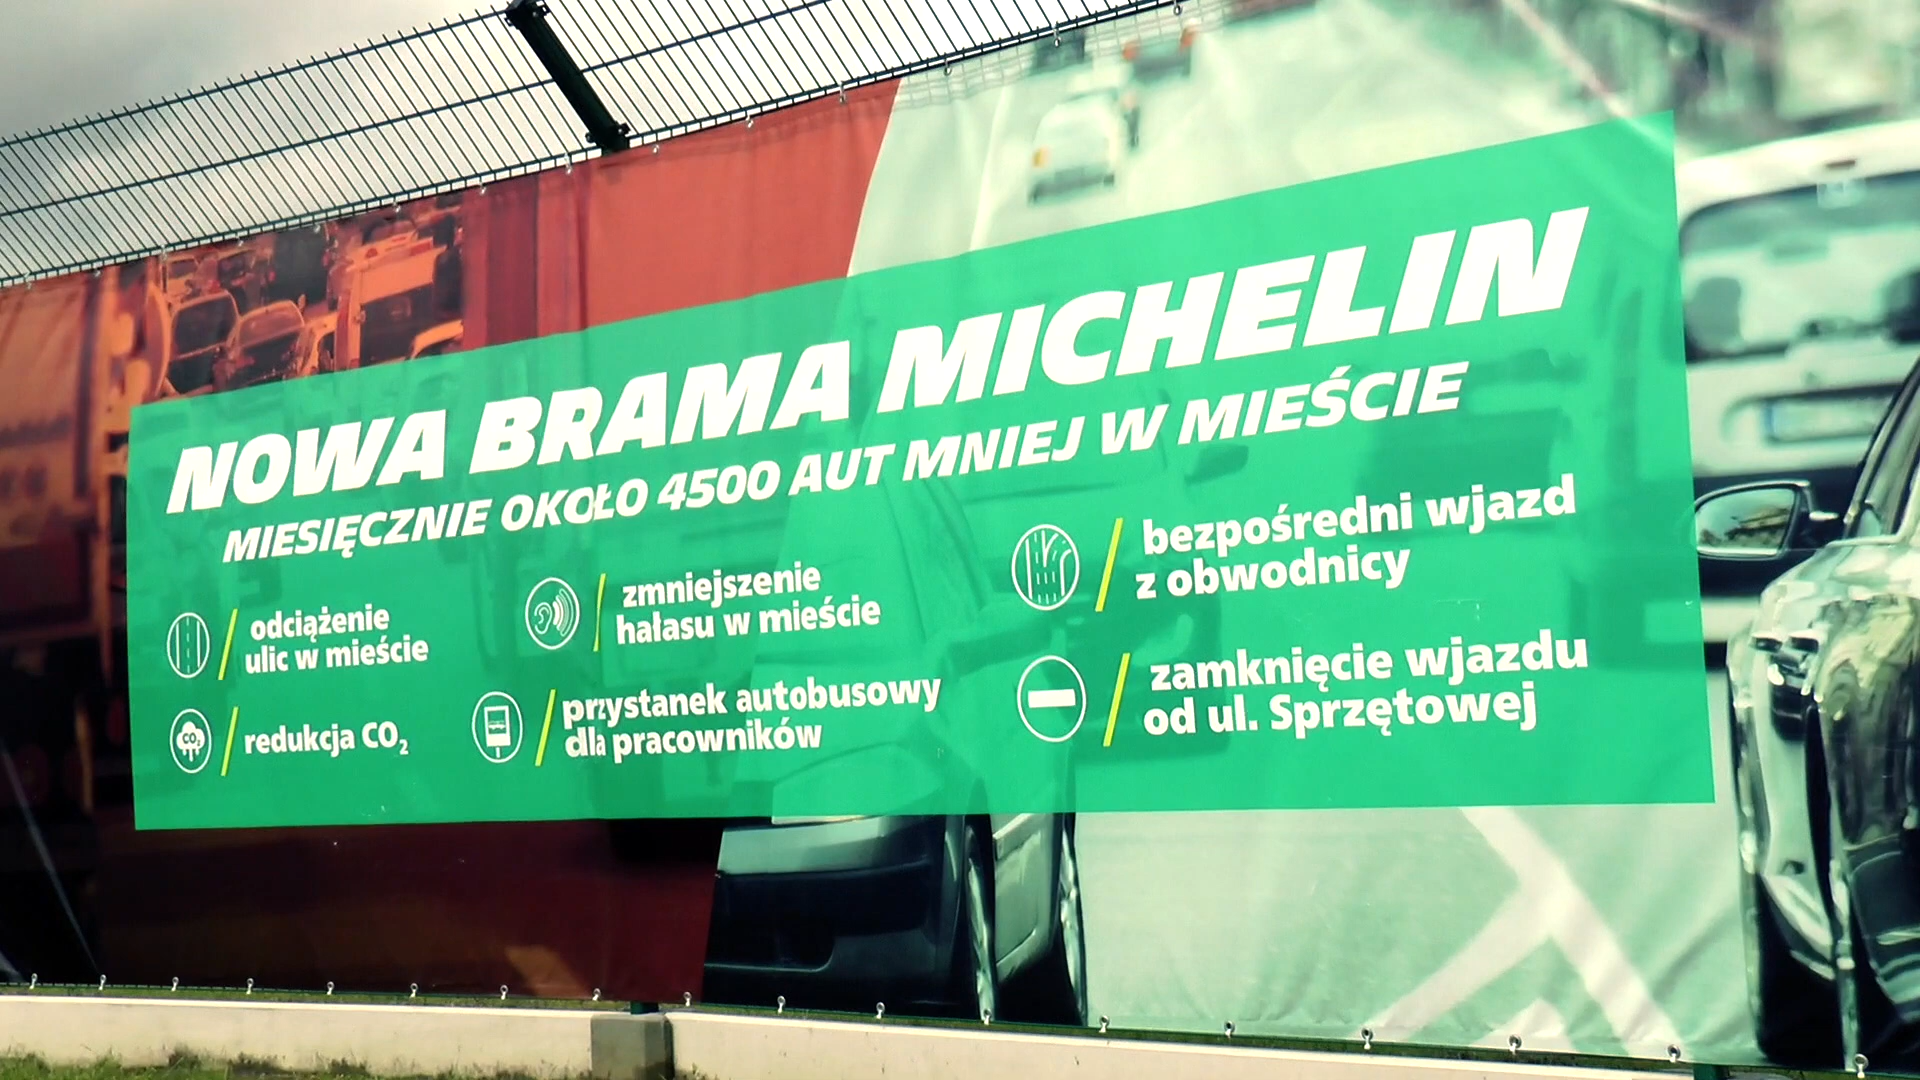 NOWA BRAMA MICHELIN
MIESIĘCZNIE OKOŁO 4500 AUT MNIEJ W MIEŚCIE
odciążenie
ulic w mieście
CO₂
redukcja CO₂
zmniejszenie
hałasu w mieście
przystanek autobusowy
dla pracowników
bezpośredni wjazd
z obwodnicy
zamknięcie wjazdu
od ul. Sprzętowej